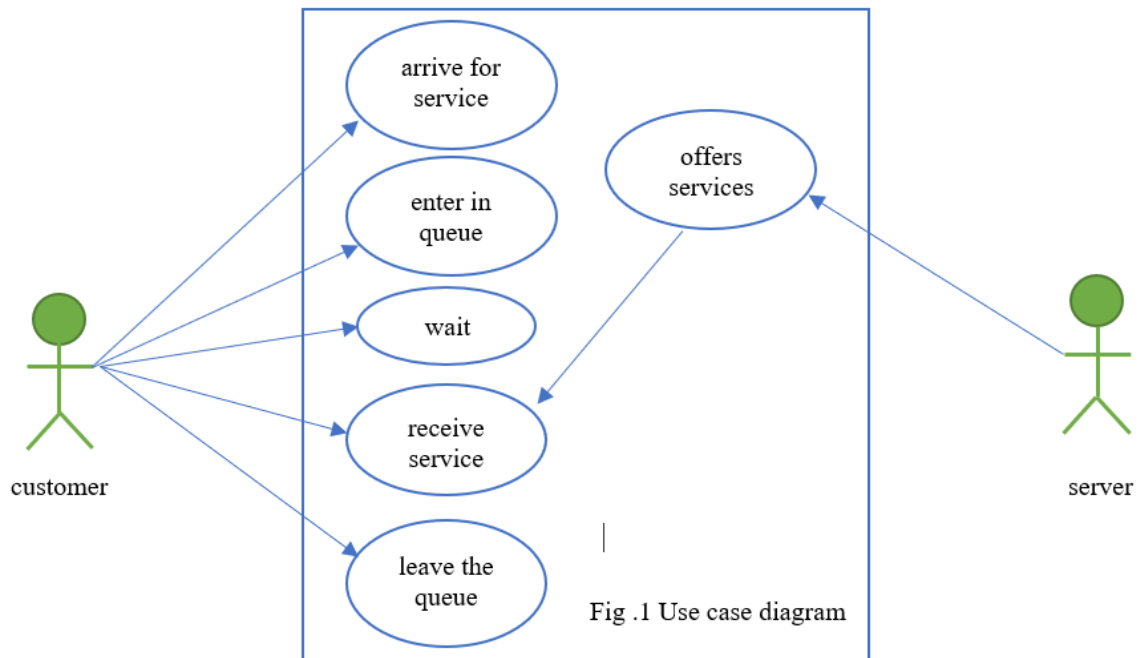 arrive for
service
enter in
queue
wait
receive
service
leave the
queue
offers
services
customer
server
Fig .1 Use case diagram